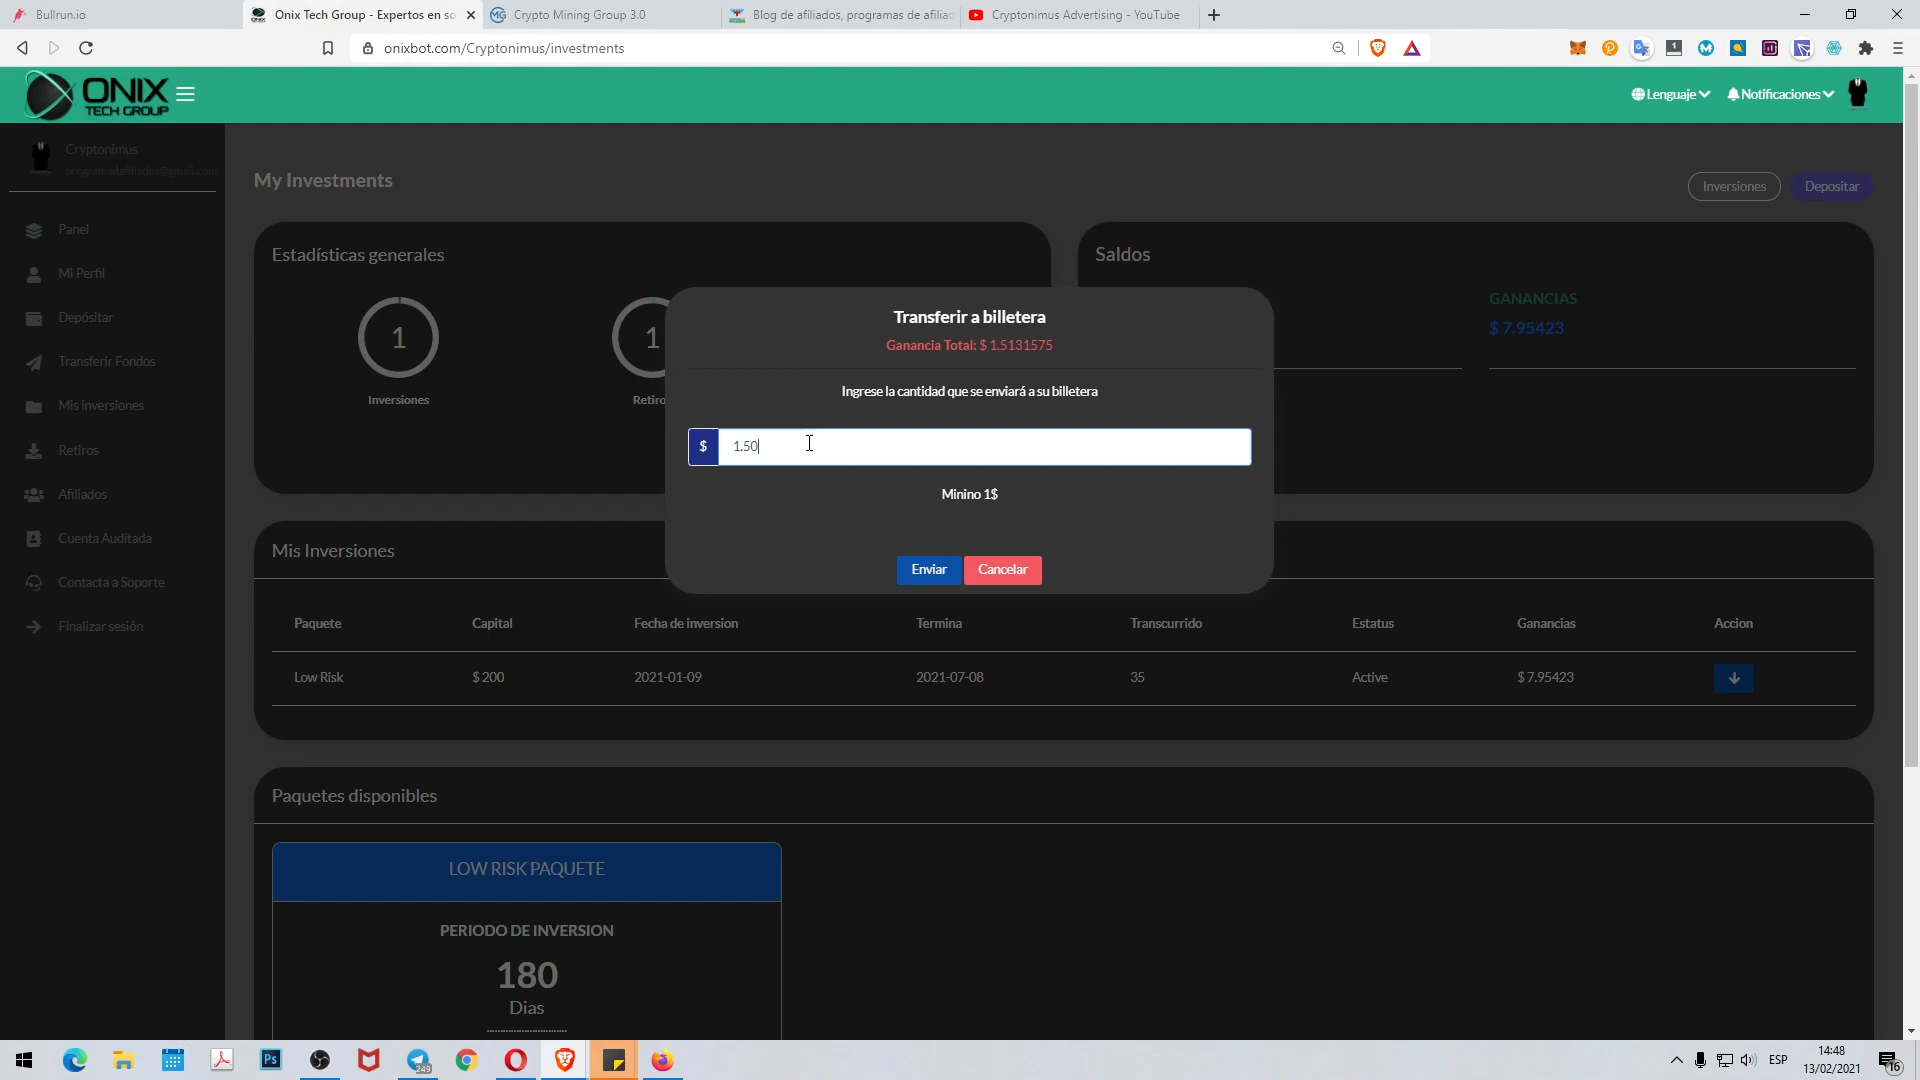 Bullrun.io
Onix Tech Group - Expertos en so
Crypto Mining Group 3.0
Blog de afiliados, programas de afiliad
Cryptonimus Advertising - YouTube
onixbot.com/Cryptonimus/investments
ONIX
TECH GROUP
Lenguaje
Notificaciones
Cryptonimus
programadafiliados@gmail.com
Panel
Mi Perfil
Depósitar
Transferir Fondos
Mis inversiones
Retiros
Afiliados
Cuenta Auditada
Contacta a Soporte
Finalizar sesión
My Investments
Inversiones
Depositar
Estadísticas generales
1
Inversiones
1
Retiro
Saldos
GANANCIAS
$ 7.95423
Transferir a billetera
Ganancia Total: $ 1.5131575
Ingrese la cantidad que se enviará a su billetera
$ 1.50
Minino 1$
Enviar
Cancelar
Mis Inversiones
Paquete Capital Fecha de inversion Termina Transcurrido Estatus Ganancias Accion
Low Risk $ 200 2021-01-09 2021-07-08 35 Active $ 7.95423
Paquetes disponibles
LOW RISK PAQUETE
PERIODO DE INVERSION
180
Dias
249
ESP
14:48
13/02/2021
16